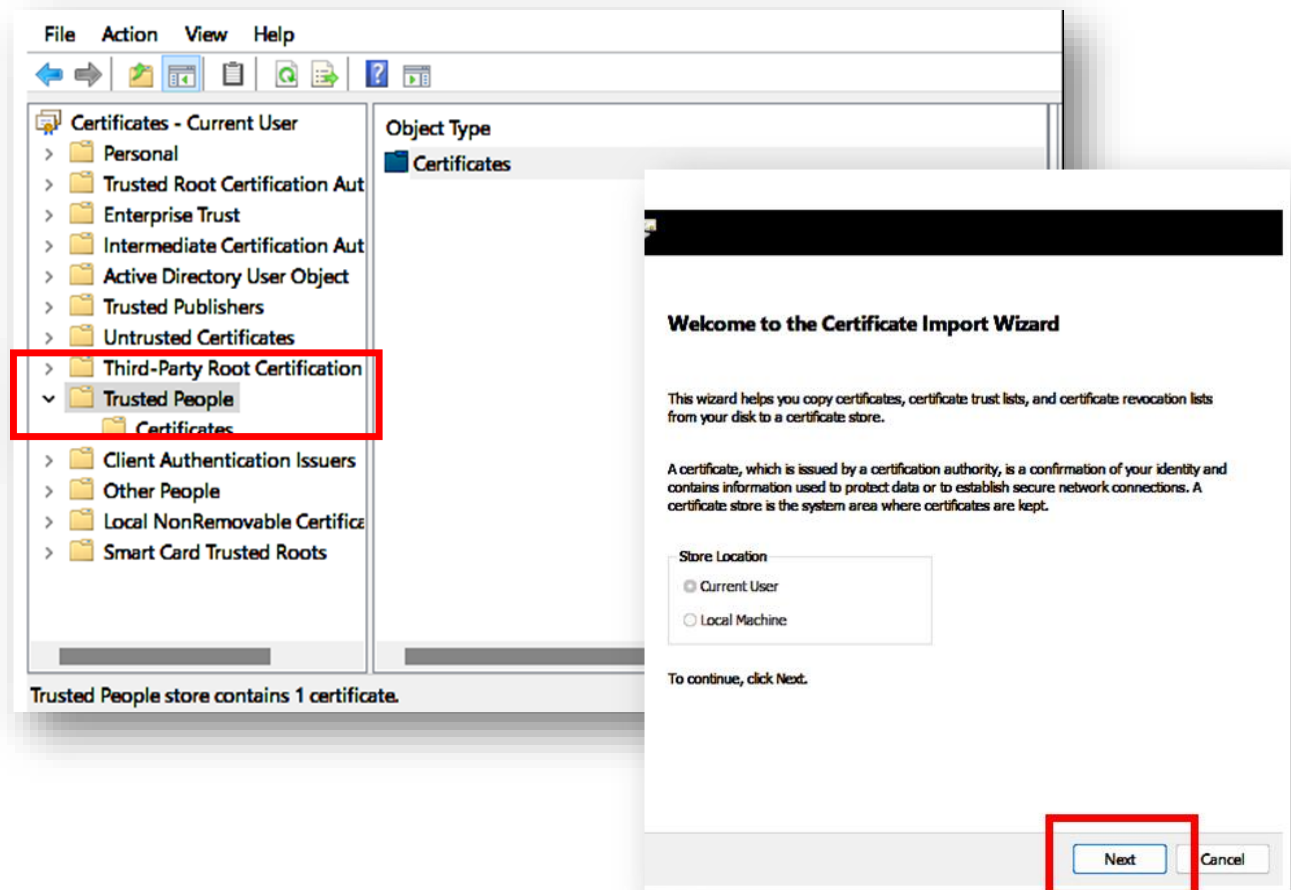 File Action View Help
Certificates - Current User
Personal
Trusted Root Certification Aut
Enterprise Trust
Intermediate Certification Aut
Active Directory User Object
Trusted Publishers
Untrusted Certificates
Third-Party Root Certification
Trusted People
Certificates
Client Authentication Issuers
Other People
Local NonRemovable Certifica
Smart Card Trusted Roots
Object Type
Certificates
Trusted People store contains 1 certificate.
Welcome to the Certificate Import Wizard
This wizard helps you copy certificates, certificate trust lists, and certificate revocation lists
from your disk to a certificate store.
A certificate, which is issued by a certification authority, is a confirmation of your identity and
contains information used to protect data or to establish secure network connections. A
certificate store is the system area where certificates are kept.
Store Location
Current User
Local Machine
To continue, click Next.
Next Cancel